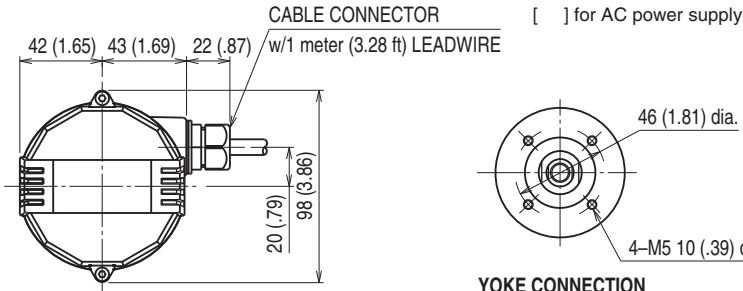 CABLE CONNECTOR
w/1 meter (3.28 ft) LEADWIRE
[ ] for AC power supply
42 (1.65)
43 (1.69)
22 (.87)
20 (.79)
98 (3.86)
46 (1.81) dia.
4–M5 10 (.39)
YOKE CONNECTION